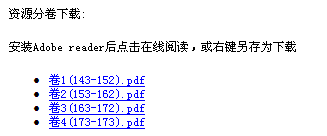 资源分卷下载:
安装Adobe reader后点击在线阅读，或右键另存为下载
卷1(143-152).pdf
卷2(153-162).pdf
卷3(163-172).pdf
卷4(173-173).pdf